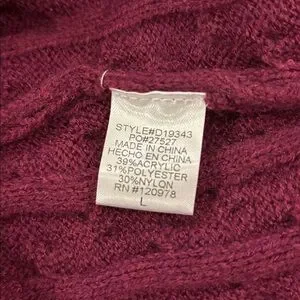 STYLE#D19343
PO#27527
MADE IN CHINA
HECHO EN CHINA
39%ACRYLIC
31%POLYESTER
30%NYLON
RN #120978
L